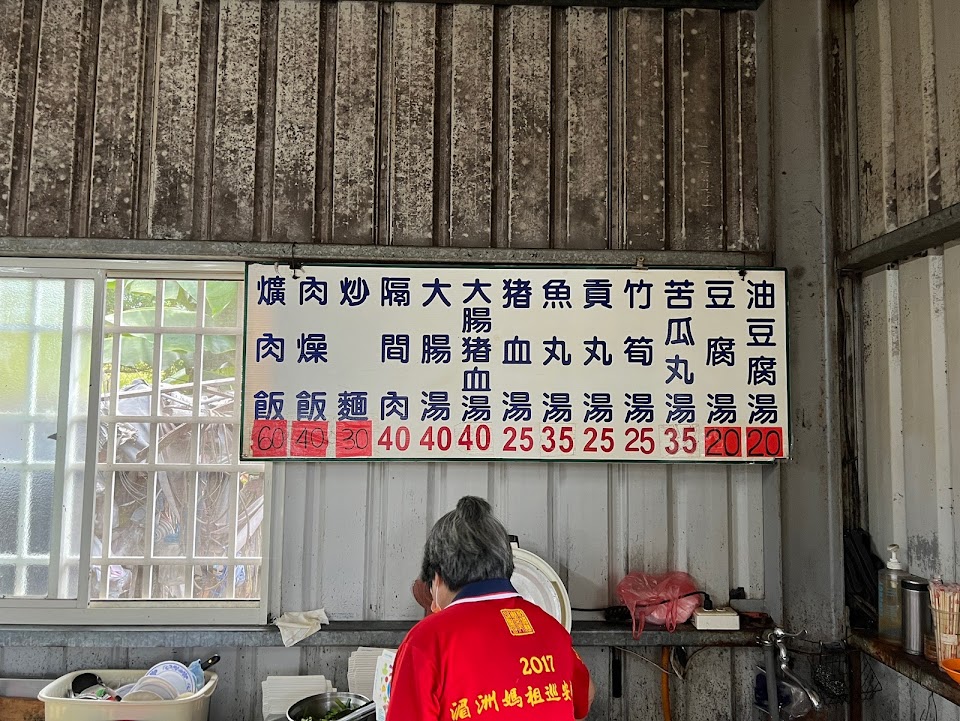 爌肉飯 60
肉燥飯 40
炒麵 30
隔間肉 40
大腸湯 40
大腸猪血湯 40
猪血湯 25
魚丸湯 35
貢丸湯 25
竹筍湯 25
苦瓜丸湯 35
豆腐湯 20
油豆腐湯 20
2017
湄洲媽祖巡